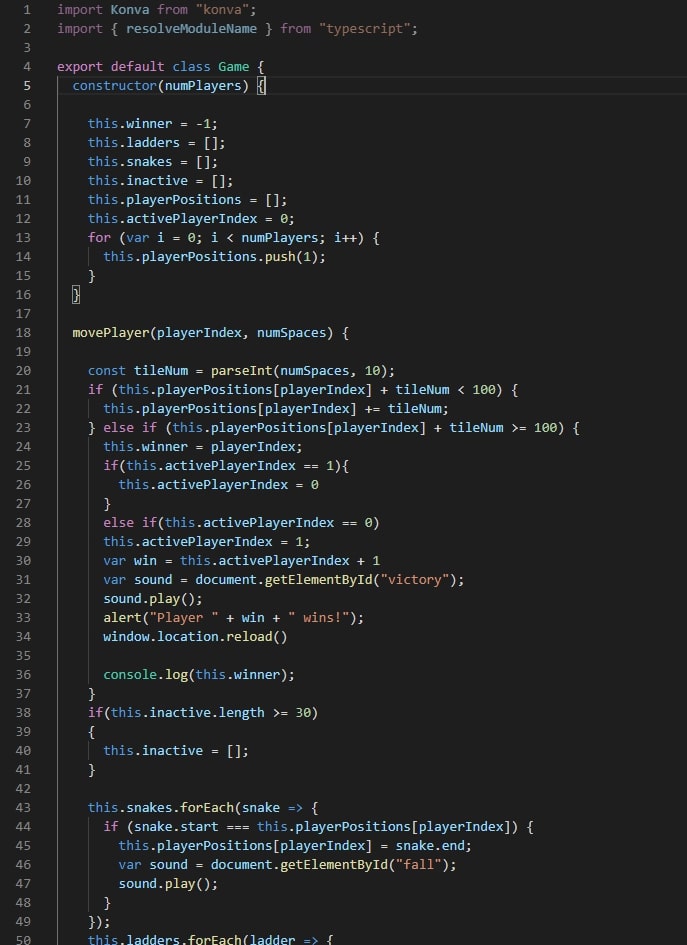 1 import Konva from "konva";
2 import { resolveModuleName } from "typescript";
3
4 export default class Game {
5   constructor(numPlayers) {
6
7     this.winner = -1;
8     this.ladders = [];
9     this.snakes = [];
10     this.inactive = [];
11     this.playerPositions = [];
12     this.activePlayerIndex = 0;
13     for (var i = 0; i < numPlayers; i++) {
14       this.playerPositions.push(1);
15     }
16   }
17
18   movePlayer(playerIndex, numSpaces) {
19
20     const tileNum = parseInt(numSpaces, 10);
21     if (this.playerPositions[playerIndex] + tileNum < 100) {
22       this.playerPositions[playerIndex] += tileNum;
23     } else if (this.playerPositions[playerIndex] + tileNum >= 100) {
24       this.winner = playerIndex;
25       if(this.activePlayerIndex == 1){
26         this.activePlayerIndex = 0
27       }
28       else if(this.activePlayerIndex == 0)
29       this.activePlayerIndex = 1;
30       var win = this.activePlayerIndex + 1
31       var sound = document.getElementById("victory");
32       sound.play();
33       alert("Player " + win + " wins!");
34       window.location.reload()
35
36       console.log(this.winner);
37     }
38     if(this.inactive.length >= 30)
39     {
40       this.inactive = [];
41     }
42
43     this.snakes.forEach(snake => {
44       if (snake.start === this.playerPositions[playerIndex]) {
45         this.playerPositions[playerIndex] = snake.end;
46         var sound = document.getElementById("fall");
47         sound.play();
48       }
49     });
50     this.ladders.forEach(ladder => {